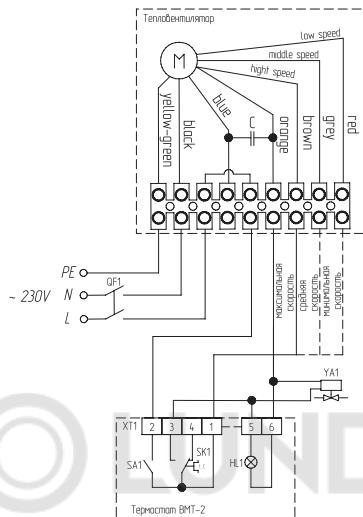 Тепловентилятор
low speed
middle speed
hight speed
M
yellow-green
black
blue
C
orange
brown
grey
red
PE
~ 230V
N
QF1
L
максимальная
скорость
средняя
скорость
минимальная
скорость
YA1
XT1
2
3
4
1
5
6
SA1
SK1
t°
HL1
Термостат ВМТ-2
LUND